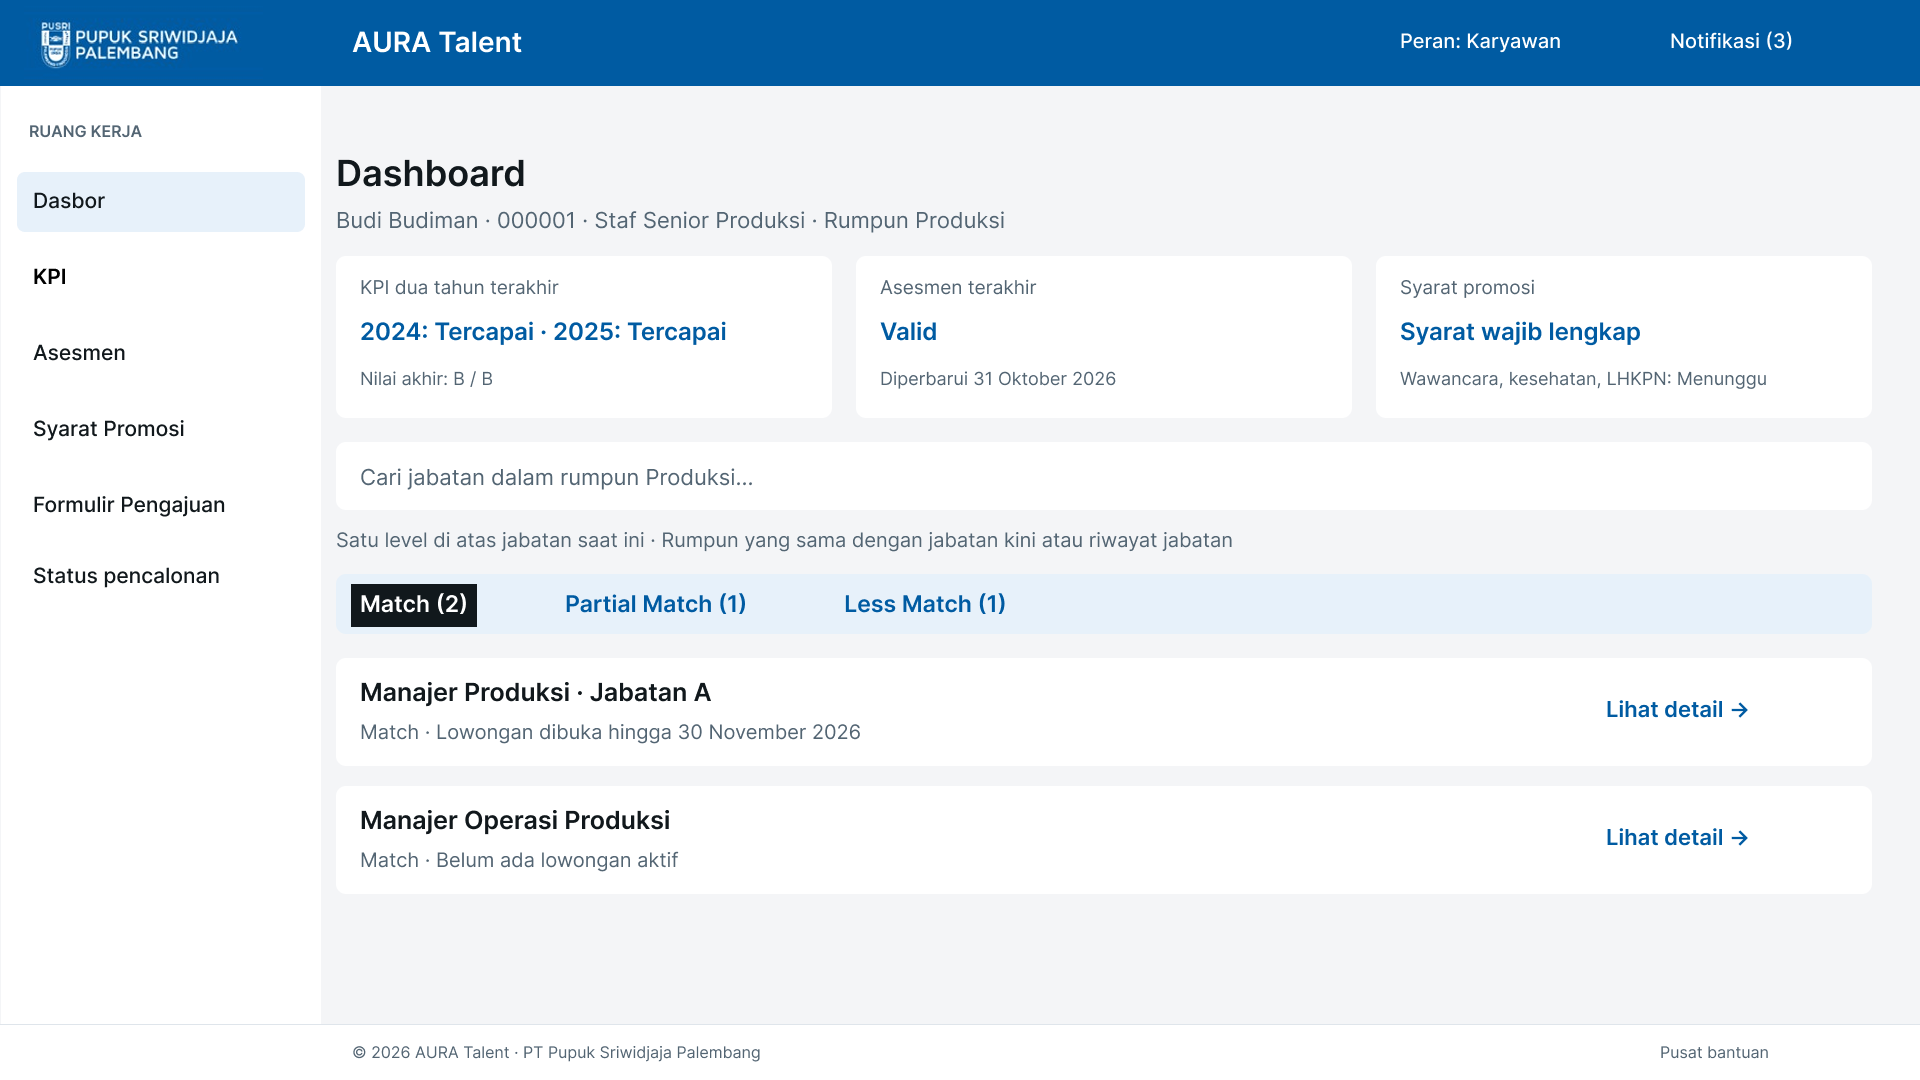 PUSRI
PUPUK SRIWIDJAJA
PALEMBANG
AURA Talent
Peran: Karyawan
Notifikasi (3)
RUANG KERJA
Dasbor
KPI
Asesmen
Syarat Promosi
Formulir Pengajuan
Status pencalonan
Dashboard
Budi Budiman · 000001 · Staf Senior Produksi · Rumpun Produksi
KPI dua tahun terakhir
2024: Tercapai · 2025: Tercapai
Nilai akhir: B / B
Asesmen terakhir
Valid
Diperbarui 31 Oktober 2026
Syarat promosi
Syarat wajib lengkap
Wawancara, kesehatan, LHKPN: Menunggu
Cari jabatan dalam rumpun Produksi...
Satu level di atas jabatan saat ini · Rumpun yang sama dengan jabatan kini atau riwayat jabatan
Match (2)
Partial Match (1)
Less Match (1)
Manajer Produksi · Jabatan A
Match · Lowongan dibuka hingga 30 November 2026
Lihat detail →
Manajer Operasi Produksi
Match · Belum ada lowongan aktif
Lihat detail →
© 2026 AURA Talent · PT Pupuk Sriwidjaja Palembang
Pusat bantuan